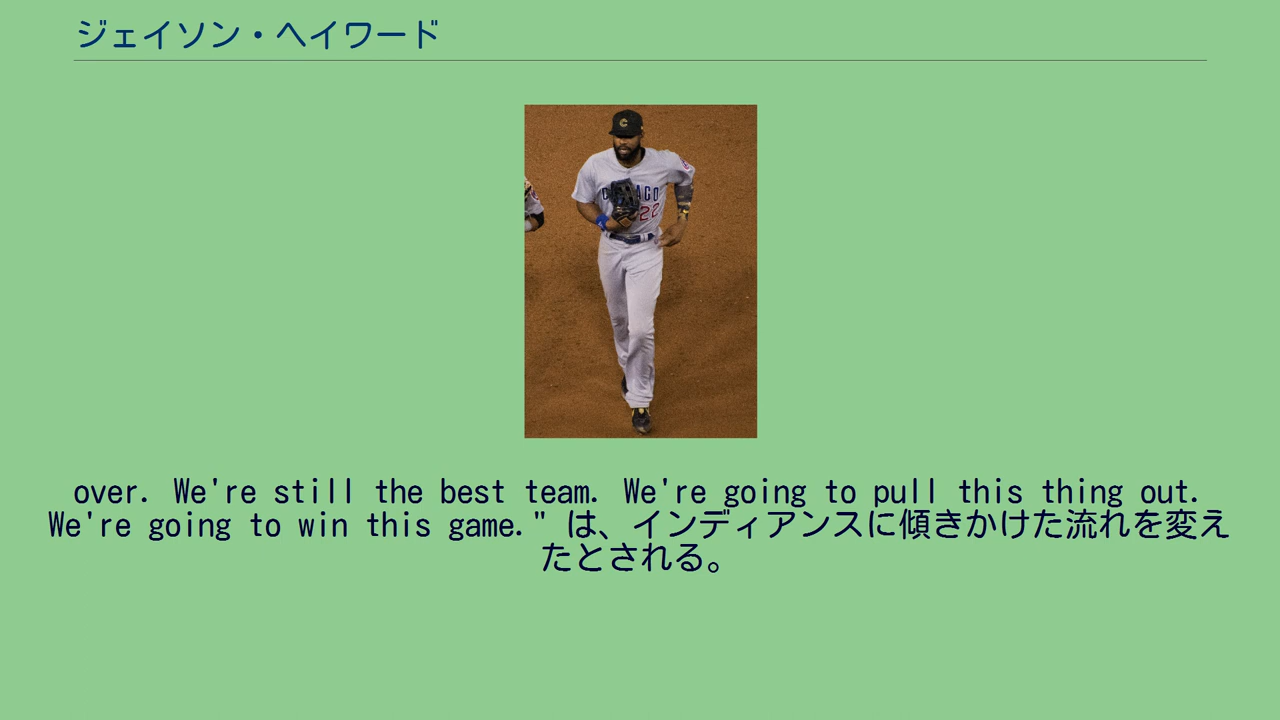 ジェイソン・ヘイワード
C
CHICAGO
22
over. We're still the best team. We're going to pull this thing out.
We're going to win this game." は、インディアンスに傾きかけた流れを変え
たとされる。